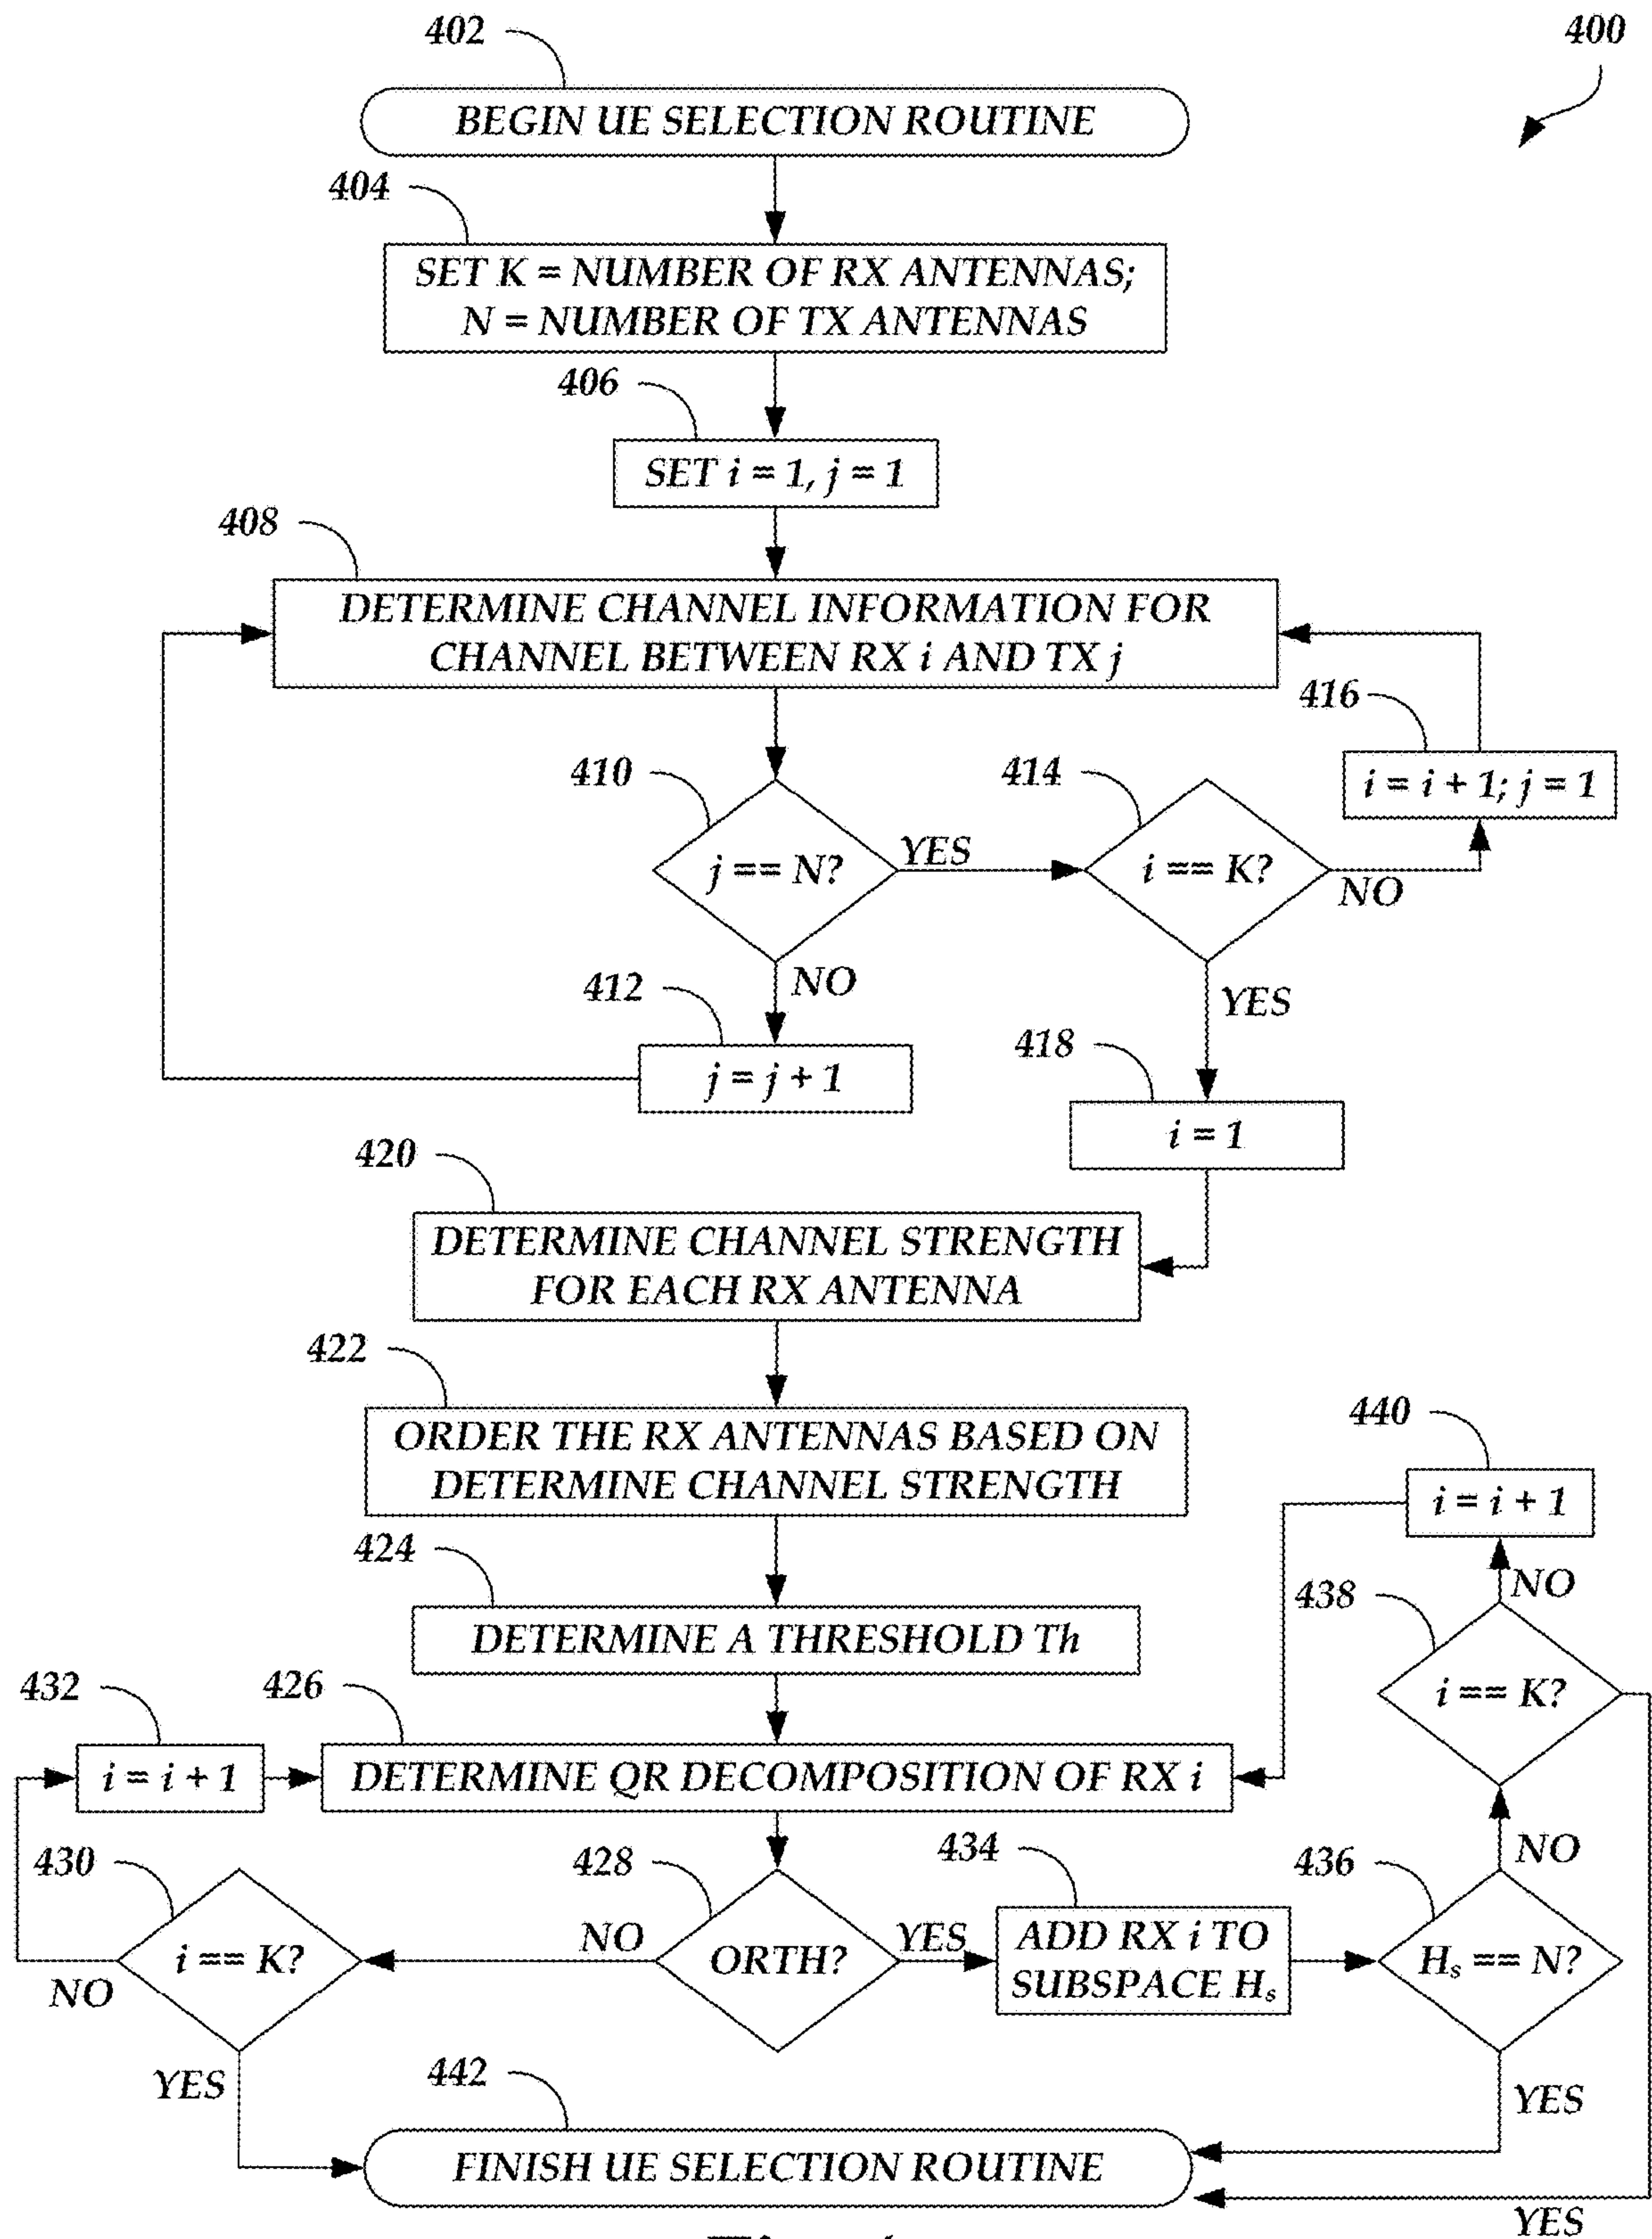 402
400
BEGIN UE SELECTION ROUTINE
404
SET K = NUMBER OF RX ANTENNAS;
N = NUMBER OF TX ANTENNAS
406
SET i = 1, j = 1
408
DETERMINE CHANNEL INFORMATION FOR
CHANNEL BETWEEN RX i AND TX j
416
i = i + 1; j = 1
410
414
j == N?
YES
i == K?
NO
NO
YES
412
j = j + 1
418
i = 1
420
DETERMINE CHANNEL STRENGTH
FOR EACH RX ANTENNA
422
ORDER THE RX ANTENNAS BASED ON
DETERMINE CHANNEL STRENGTH
440
i = i + 1
424
DETERMINE A THRESHOLD Th
NO
438
i == K?
432
426
i = i + 1
DETERMINE QR DECOMPOSITION OF RX i
NO
430
428
434
436
i == K?
NO
NO
ORTH?
YES
ADD RX i TO
SUBSPACE Hs
Hs == N?
YES
442
YES
FINISH UE SELECTION ROUTINE
YES